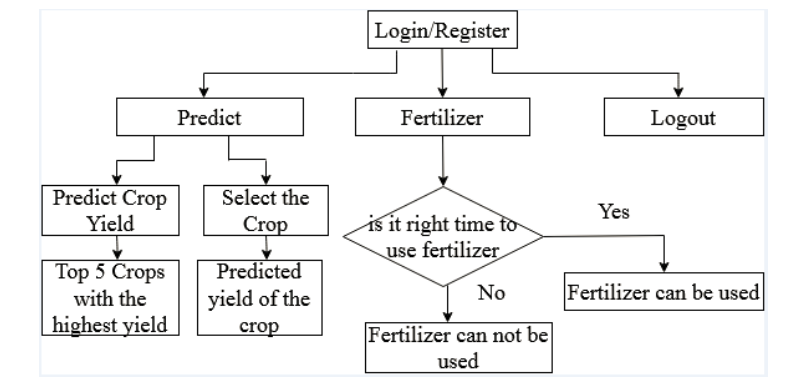 Login/Register
Predict
Fertilizer
Logout
Predict Crop
Yield
Select the
Crop
is it right time to
use fertilizer
Yes
Top 5 Crops
with the
highest yield
Predicted
yield of the
crop
No
Fertilizer can be used
Fertilizer can not be
used